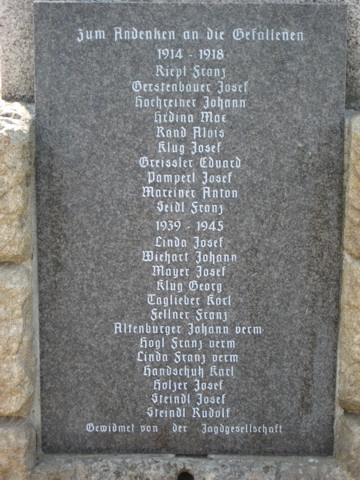 Zum Andenken an die Gefallenen
1914 - 1918
Riepl Franz
Gerstenbauer Josef
Hochreiner Johann
Hrdina Max
Rand Alois
Klug Josef
Greissler Eduard
Pamperl Josef
Mareiner Anton
Seidl Franz
1939 - 1945
Linda Josef
Wiehart Johann
Mayer Josef
Klug Georg
Taglieber Karl
Fellner Franz
Altenburger Johann verm
Hogl Franz verm
Linda Franz verm
Handschuh Karl
Holzer Josef
Steindl Josef
Steindl Rudolf
Gewidmet von der Jagdgesellschaft